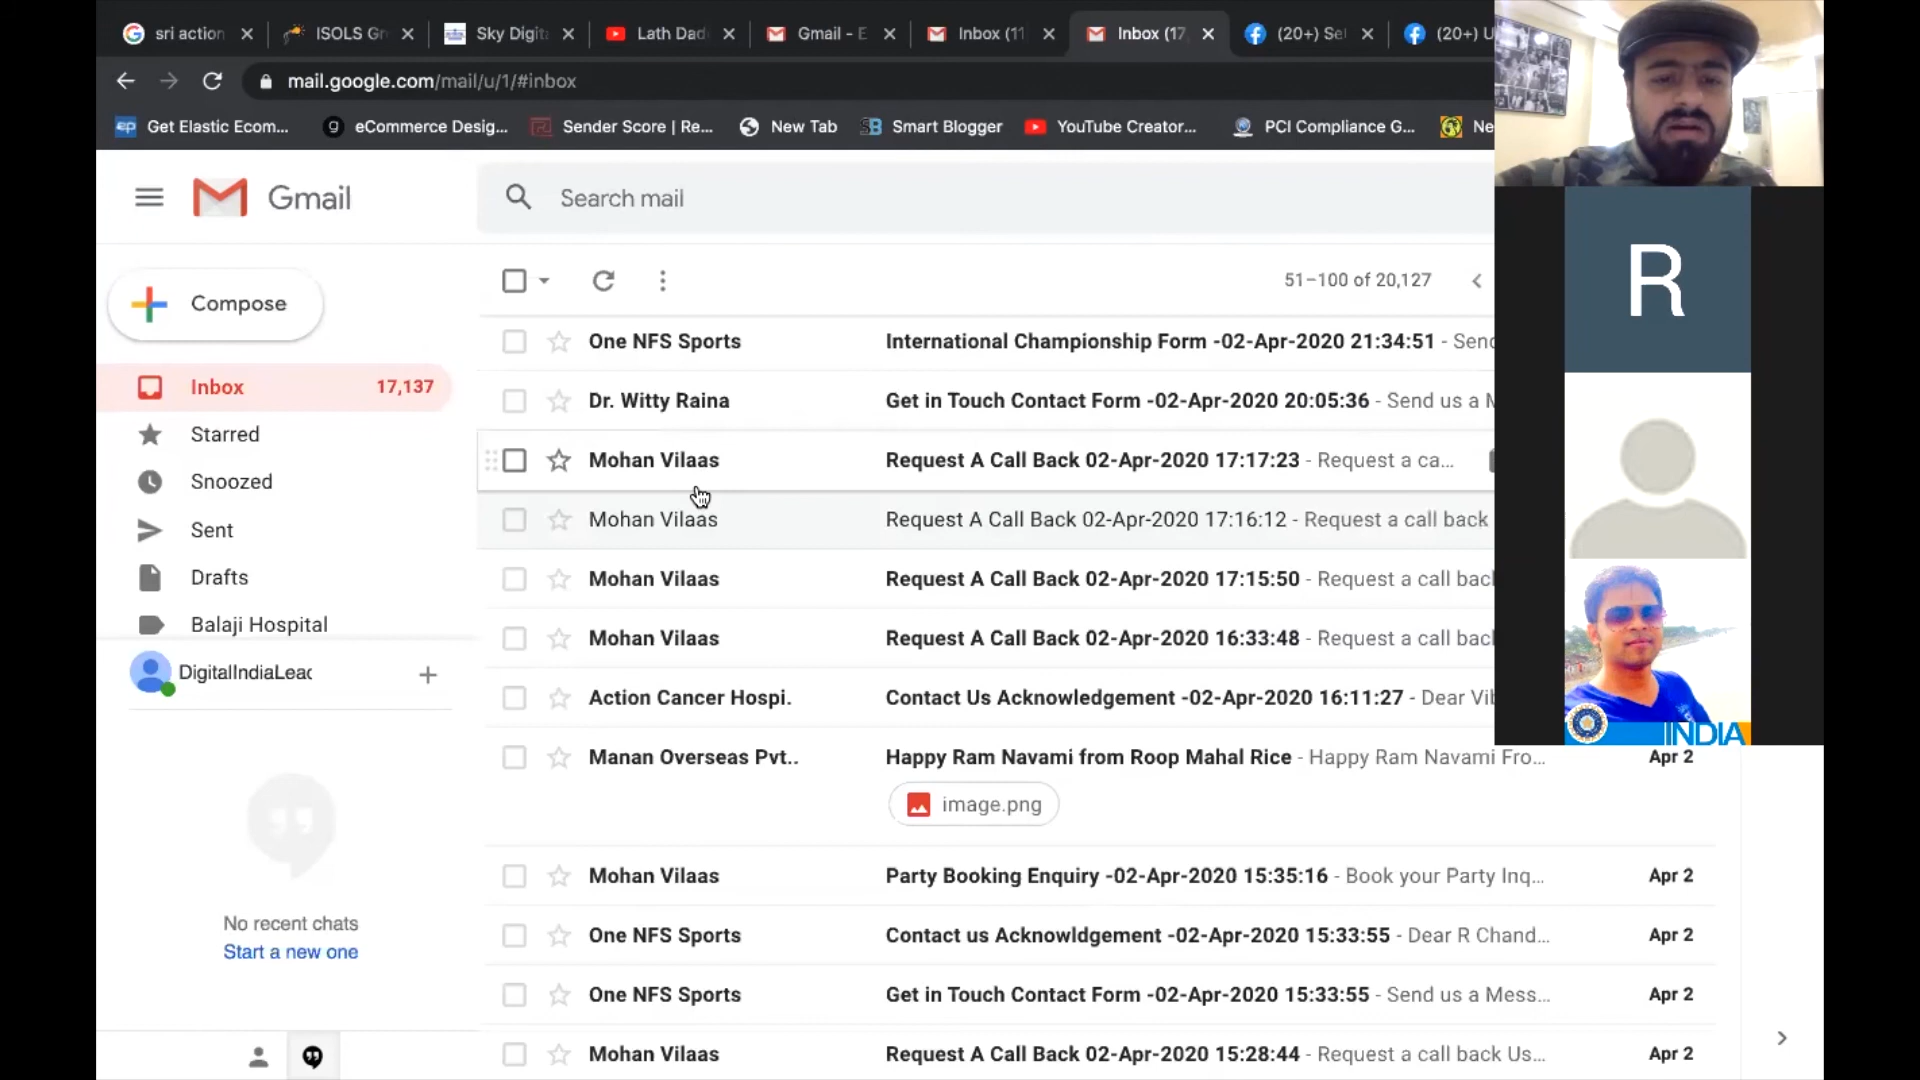 sri action
ISOLS Gr
Sky Digit
Lath Dad
Gmail - E
Inbox (11
Inbox (17,
(20+) Se
(20+) U
mail.google.com/mail/u/1/#inbox
ep Get Elastic Ecom...
g eCommerce Desig...
Sender Score | Re...
New Tab
SB Smart Blogger
YouTube Creator...
PCI Compliance G...
Ne
Gmail
Search mail
R
Compose
51–100 of 20,127
Inbox 17,137
Starred
Snoozed
Sent
Drafts
Balaji Hospital
DigitalIndiaLeac
No recent chats
Start a new one
One NFS Sports International Championship Form -02-Apr-2020 21:34:51 - Send
Dr. Witty Raina Get in Touch Contact Form -02-Apr-2020 20:05:36 - Send us a M
Mohan Vilaas Request A Call Back 02-Apr-2020 17:17:23 - Request a ca...
Mohan Vilaas Request A Call Back 02-Apr-2020 17:16:12 - Request a call back
Mohan Vilaas Request A Call Back 02-Apr-2020 17:15:50 - Request a call back
Mohan Vilaas Request A Call Back 02-Apr-2020 16:33:48 - Request a call back
Action Cancer Hospi. Contact Us Acknowledgement -02-Apr-2020 16:11:27 - Dear Vib
INDIA
Manan Overseas Pvt.. Happy Ram Navami from Roop Mahal Rice - Happy Ram Navami Fro... Apr 2
image.png
Mohan Vilaas Party Booking Enquiry -02-Apr-2020 15:35:16 - Book your Party Inq... Apr 2
One NFS Sports Contact us Acknowldgement -02-Apr-2020 15:33:55 - Dear R Chand... Apr 2
One NFS Sports Get in Touch Contact Form -02-Apr-2020 15:33:55 - Send us a Mess... Apr 2
Mohan Vilaas Request A Call Back 02-Apr-2020 15:28:44 - Request a call back Us... Apr 2